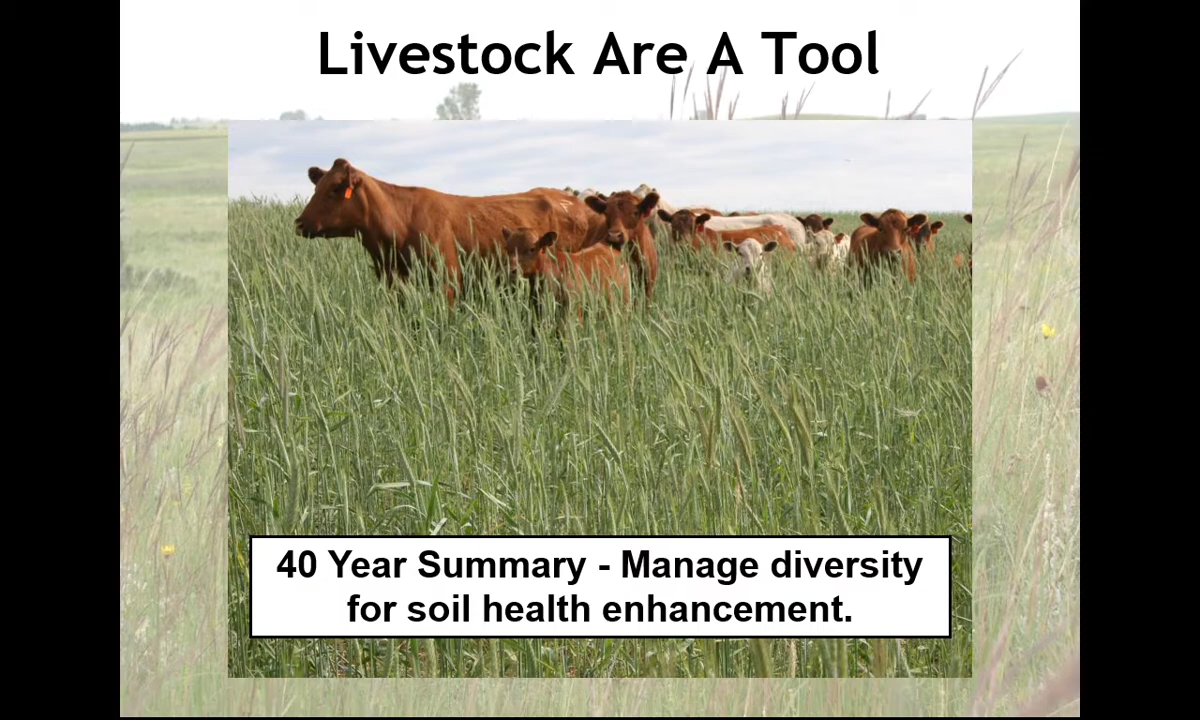 Livestock Are A Tool
40 Year Summary - Manage diversity
for soil health enhancement.